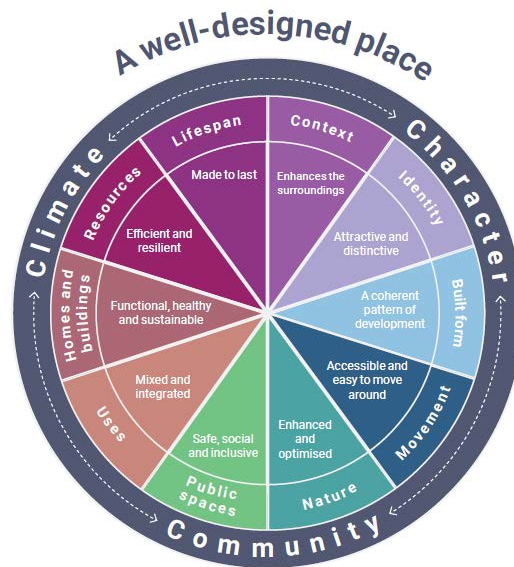 A well-designed place
Climate
Character
Community
Context
Enhances the
surroundings
Identity
Attractive and
distinctive
Built form
A coherent
pattern of
development
Movement
Accessible and
easy to move
around
Nature
Enhanced
and
optimised
Public
spaces
Safe, social
and inclusive
Uses
Mixed and
integrated
Homes and
buildings
Functional, healthy
and sustainable
Resources
Efficient and
resilient
Lifespan
Made to last